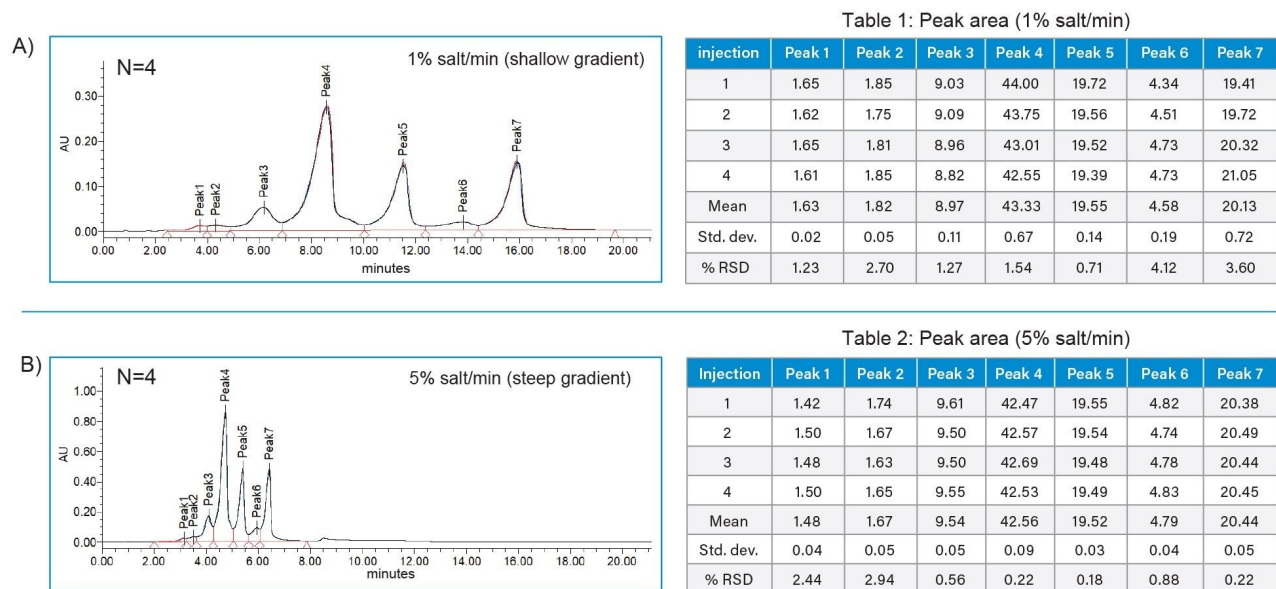 A)
N=4
1% salt/min (shallow gradient)
AU
0.30
0.20
0.10
0.00
Peak1
Peak2
Peak3
Peak4
Peak5
Peak6
Peak7
0.00 2.00 4.00 6.00 8.00 10.00 12.00 14.00 16.00 18.00 20.00
minutes
Table 1: Peak area (1% salt/min)
injection Peak 1 Peak 2 Peak 3 Peak 4 Peak 5 Peak 6 Peak 7
1 1.65 1.85 9.03 44.00 19.72 4.34 19.41
2 1.62 1.75 9.09 43.75 19.56 4.51 19.72
3 1.65 1.81 8.96 43.01 19.52 4.73 20.32
4 1.61 1.85 8.82 42.55 19.39 4.73 21.05
Mean 1.63 1.82 8.97 43.33 19.55 4.58 20.13
Std. dev. 0.02 0.05 0.11 0.67 0.14 0.19 0.72
% RSD 1.23 2.70 1.27 1.54 0.71 4.12 3.60
B)
N=4
5% salt/min (steep gradient)
AU
1.00
0.80
0.60
0.40
0.20
0.00
Peak1
Peak2
Peak3
Peak4
Peak5
Peak6
Peak7
0.00 2.00 4.00 6.00 8.00 10.00 12.00 14.00 16.00 18.00 20.00
minutes
Table 2: Peak area (5% salt/min)
Injection Peak 1 Peak 2 Peak 3 Peak 4 Peak 5 Peak 6 Peak 7
1 1.42 1.74 9.61 42.47 19.55 4.82 20.38
2 1.50 1.67 9.50 42.57 19.54 4.74 20.49
3 1.48 1.63 9.50 42.69 19.48 4.78 20.44
4 1.50 1.65 9.55 42.53 19.49 4.83 20.45
Mean 1.48 1.67 9.54 42.56 19.52 4.79 20.44
Std. dev. 0.04 0.05 0.05 0.09 0.03 0.04 0.05
% RSD 2.44 2.94 0.56 0.22 0.18 0.88 0.22